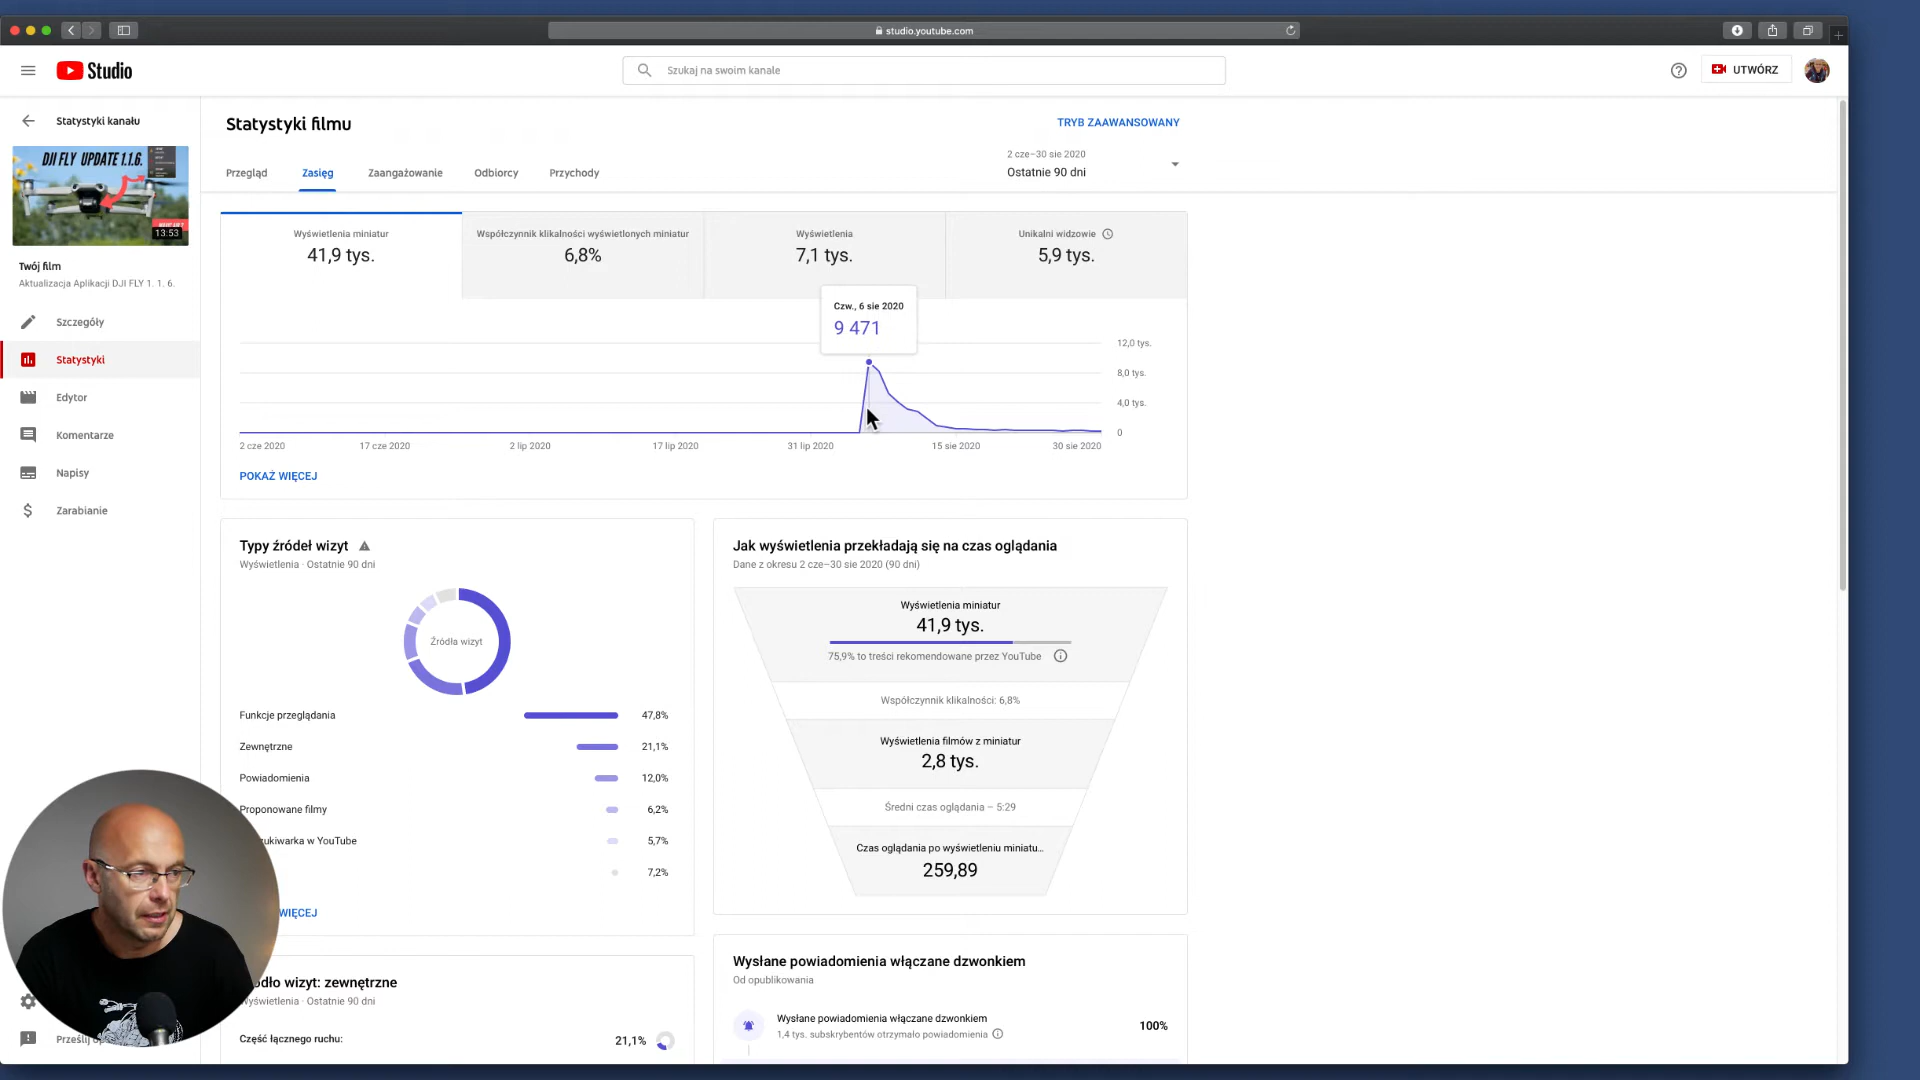 studio.youtube.com
Studio
Szukaj na swoim kanale
UTWÓRZ
Statystyki kanału
DJI FLY UPDATE 1.1.6.
13:53
Twój film
Aktualizacja Aplikacji DJI FLY 1. 1. 6.
Szczegóły
Statystyki
Edytor
Komentarze
Napisy
Zarabianie
Statystyki filmu
TRYB ZAAWANSOWANY
Przegląd
Zasięg
Zaangażowanie
Odbiorcy
Przychody
2 cze–30 sie 2020
Ostatnie 90 dni
Wyświetlenia miniatur
41,9 tys.
Współczynnik klikalności wyświetlonych miniatur
6,8%
Wyświetlenia
7,1 tys.
Unikalni widzowie
5,9 tys.
Czw., 6 sie 2020
9 471
12,0 tys.
8,0 tys.
4,0 tys.
0
2 cze 2020
17 cze 2020
2 lip 2020
17 lip 2020
31 lip 2020
15 sie 2020
30 sie 2020
POKAŻ WIĘCEJ
Typy źródeł wizyt
Wyświetlenia · Ostatnie 90 dni
Źródła wizyt
Funkcje przeglądania 47,8%
Zewnętrzne 21,1%
Powiadomienia 12,0%
Proponowane filmy 6,2%
ukiwarka w YouTube 5,7%
7,2%
WIĘCEJ
Jak wyświetlenia przekładają się na czas oglądania
Dane z okresu 2 cze–30 sie 2020 (90 dni)
Wyświetlenia miniatur
41,9 tys.
75,9% to treści rekomendowane przez YouTube
Współczynnik klikalności: 6,8%
Wyświetlenia filmów z miniatur
2,8 tys.
Średni czas oglądania – 5:29
Czas oglądania po wyświetleniu miniatu...
259,89
dło wizyt: zewnętrzne
Wyświetlenia · Ostatnie 90 dni
Część łącznego ruchu: 21,1%
Wysłane powiadomienia włączane dzwonkiem
Od opublikowania
Wysłane powiadomienia włączane dzwonkiem
1,4 tys. subskrybentów otrzymało powiadomienia
100%
Prześlij